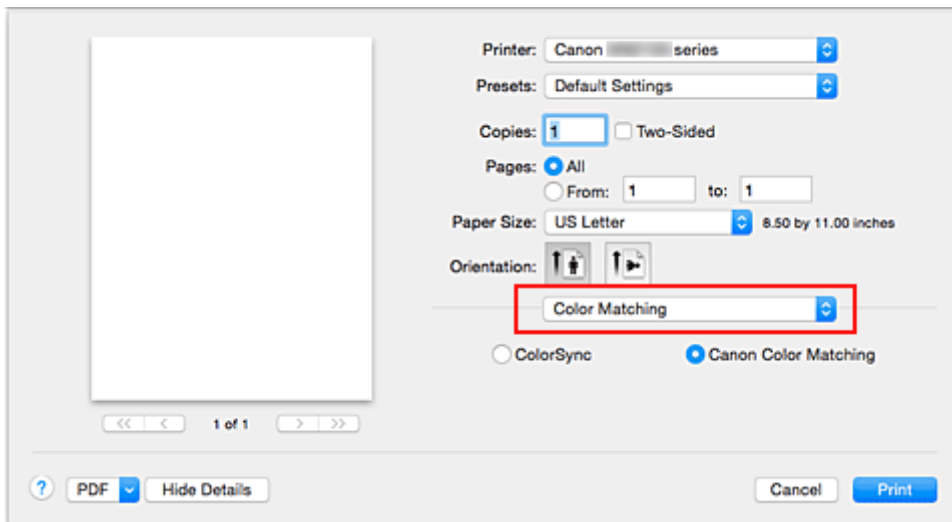 Printer: Canon series
Presets: Default Settings
Copies: 1 Two-Sided
Pages: All
From: 1 to: 1
Paper Size: US Letter 8.50 by 11.00 inches
Orientation:
Color Matching
ColorSync Canon Color Matching
<< < 1 of 1 > >>
? PDF Hide Details Cancel Print